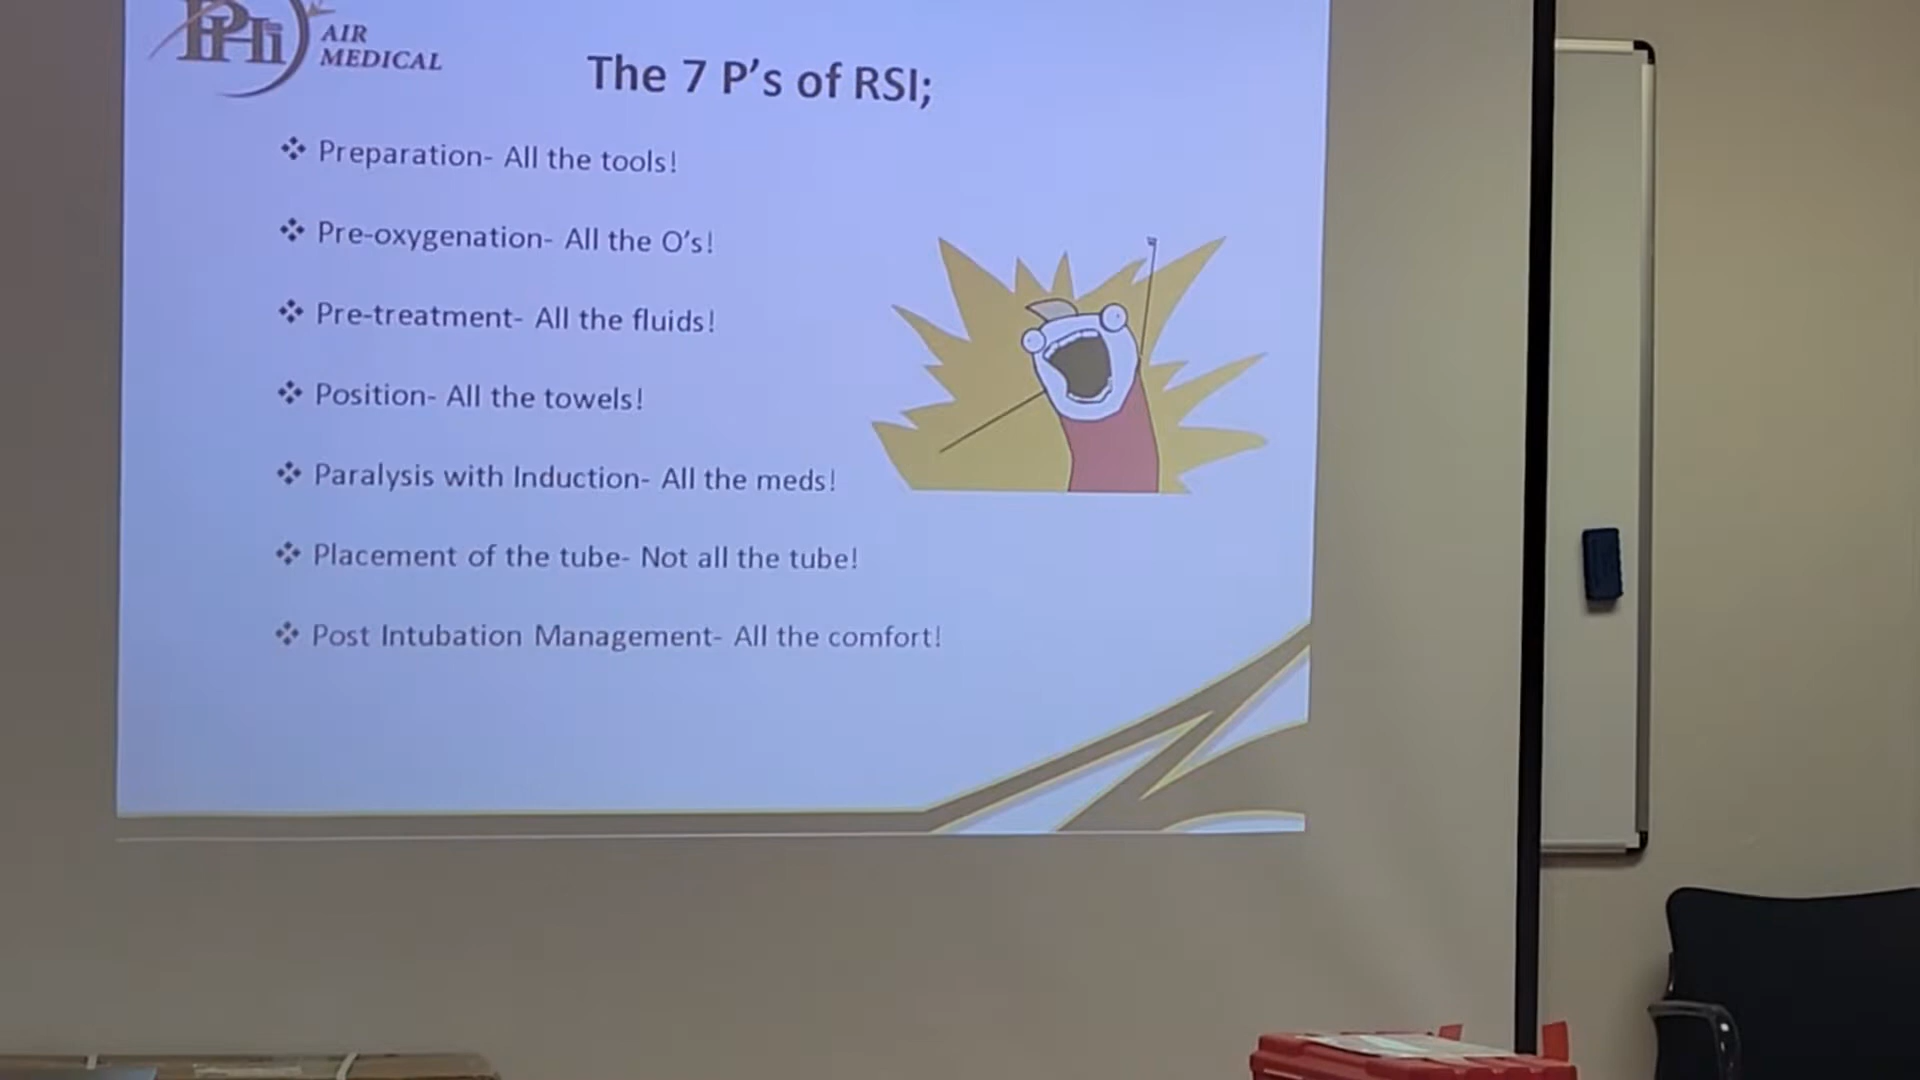 PHi
AIR
MEDICAL
The 7 P's of RSI;
❖ Preparation- All the tools!
❖ Pre-oxygenation- All the O's!
❖ Pre-treatment- All the fluids!
❖ Position- All the towels!
❖ Paralysis with Induction- All the meds!
❖ Placement of the tube- Not all the tube!
❖ Post Intubation Management- All the comfort!